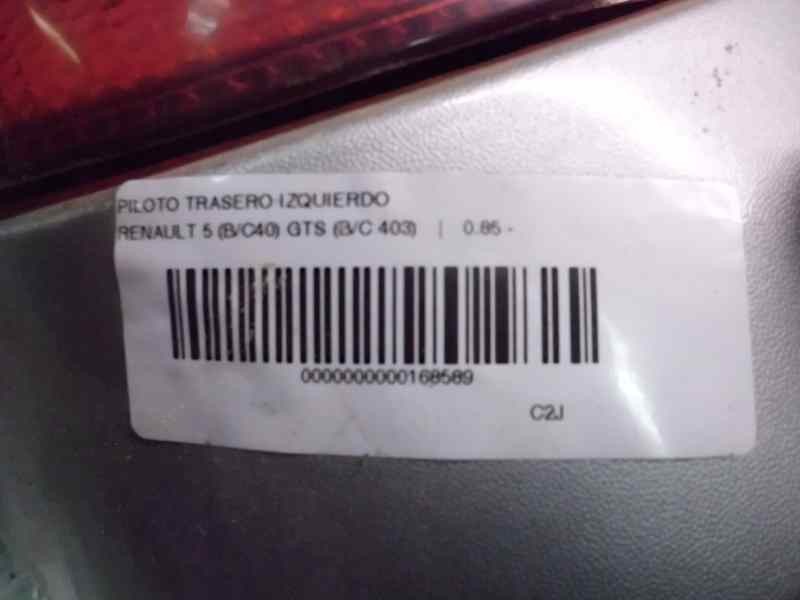 PILOTO TRASERO IZQUIERDO
RENAULT 5 (B/C40) GTS (B/C 403) | 0.85 -
0000000000168589
C2J